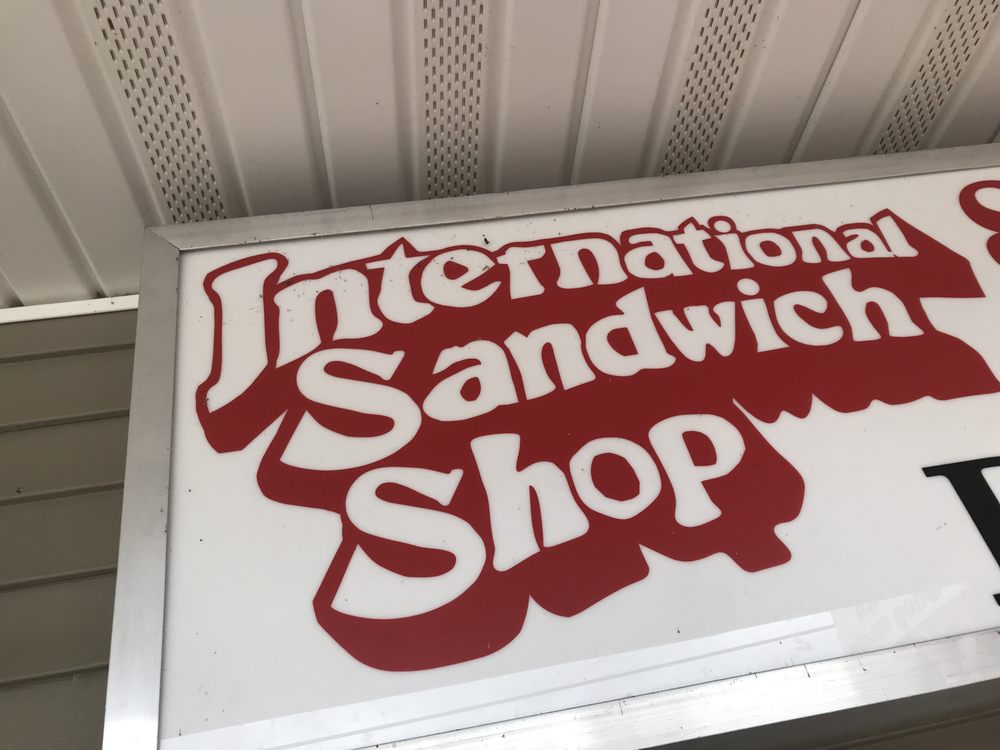 International
Sandwich
Shop